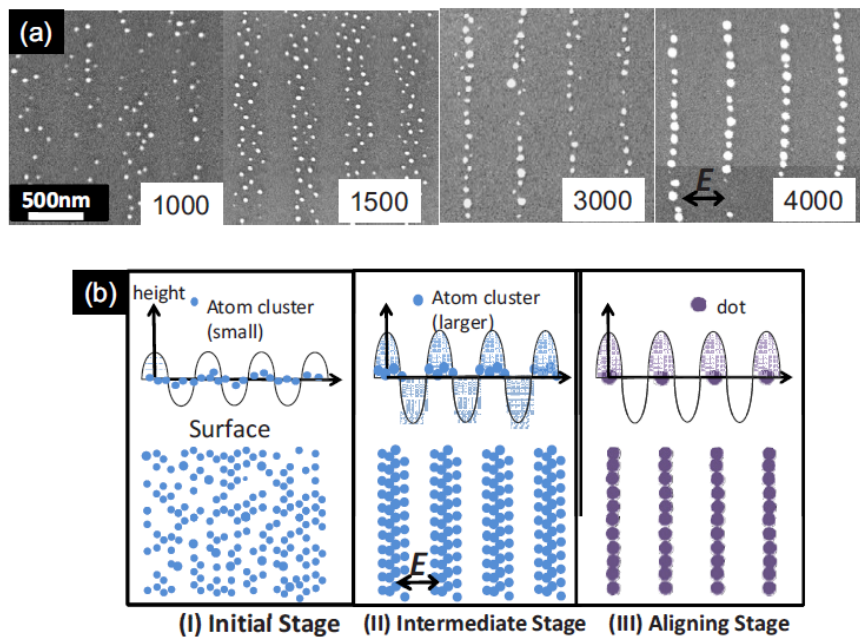 (a)
500nm
1000
1500
3000
E
4000
(b)
height
Atom cluster
(small)
Surface
(I) Initial Stage
Atom cluster
(larger)
E
(II) Intermediate Stage
dot
(III) Aligning Stage